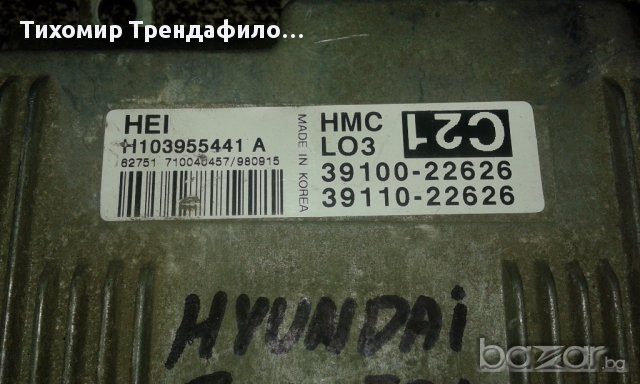 Тихомир Трендафило...
HEI
H103955441 A
62751 710040457/980915
MADE IN KOREA
HMC
LO3
C21
39100-22626
39110-22626
HYUNDAI
bazar.bg